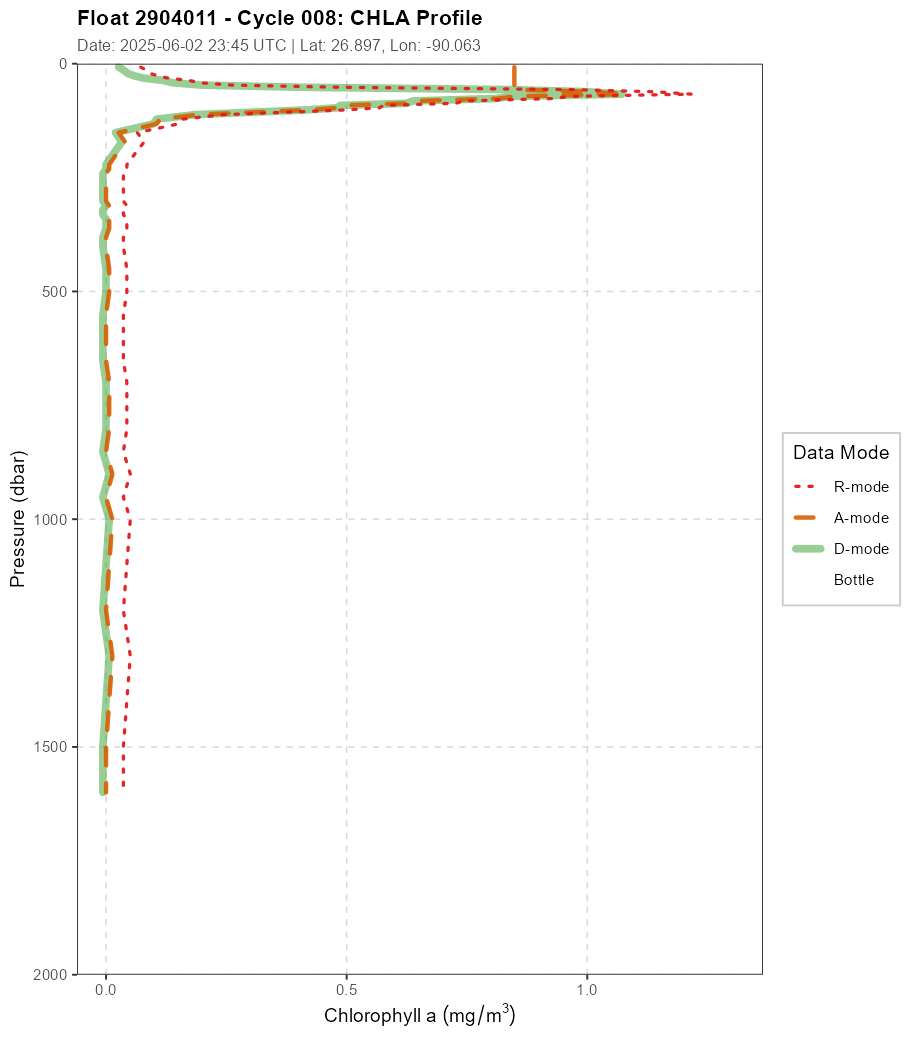 Float 2904011 - Cycle 008: CHLA Profile
Date: 2025-06-02 23:45 UTC | Lat: 26.897, Lon: -90.063
0
500
1000
1500
2000
Pressure (dbar)
0.0 0.5 1.0
Chlorophyll a (mg/m³)
Data Mode
R-mode
A-mode
D-mode
Bottle